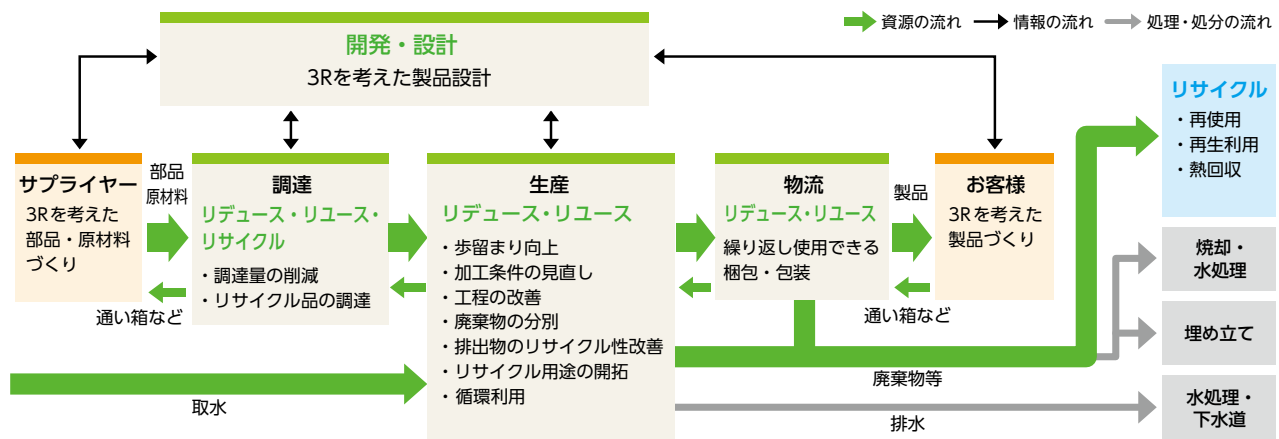 資源の流れ
情報の流れ
処理・処分の流れ
開発・設計
3Rを考えた製品設計
サプライヤー
3Rを考えた
部品・原材料
づくり
部品
原材料
通い箱など
調達
リデュース・リユース・
リサイクル
・調達量の削減
・リサイクル品の調達
生産
リデュース・リユース
・歩留まり向上
・加工条件の見直し
・工程の改善
・廃棄物の分別
・排出物のリサイクル性改善
・リサイクル用途の開拓
・循環利用
物流
リデュース・リユース
繰り返し使用できる
梱包・包装
製品
通い箱など
お客様
3Rを考えた
製品づくり
リサイクル
・再使用
・再生利用
・熱回収
焼却・
水処理
埋め立て
水処理・
下水道
廃棄物等
取水
排水